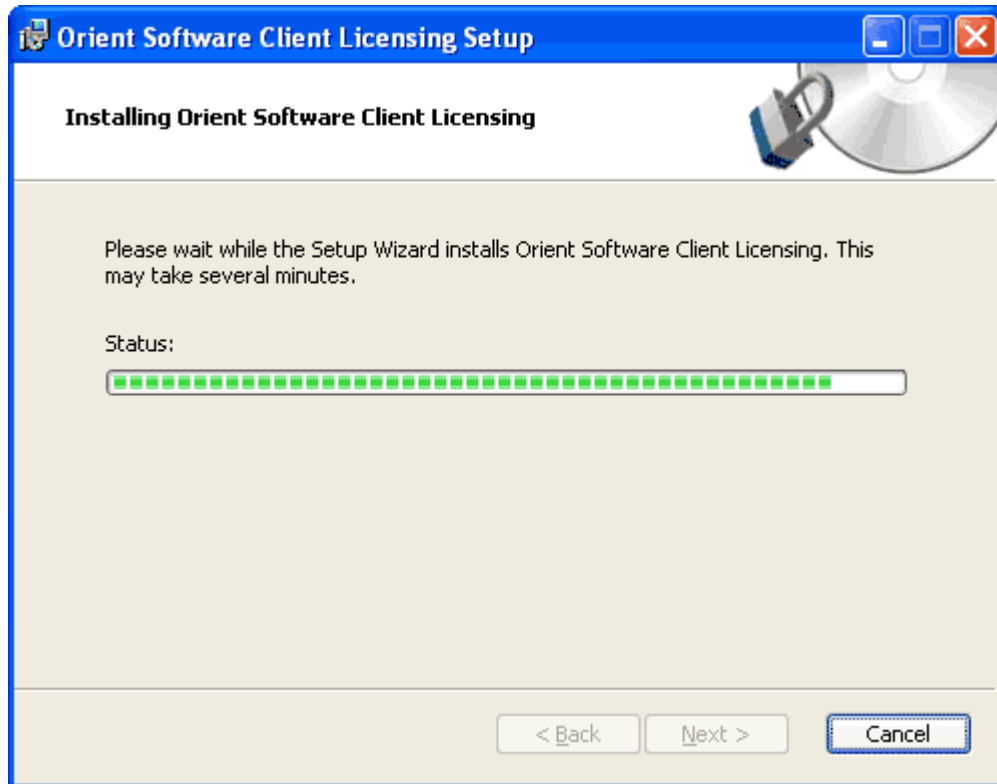 Orient Software Client Licensing Setup
Installing Orient Software Client Licensing
Please wait while the Setup Wizard installs Orient Software Client Licensing. This
may take several minutes.
Status:
< Back Next > Cancel